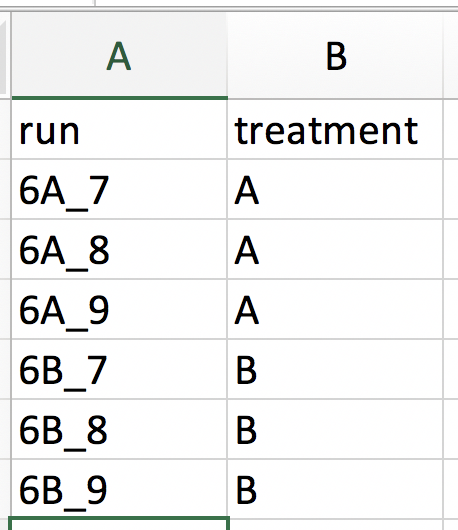 A B
run treatment
6A_7 A
6A_8 A
6A_9 A
6B_7 B
6B_8 B
6B_9 B